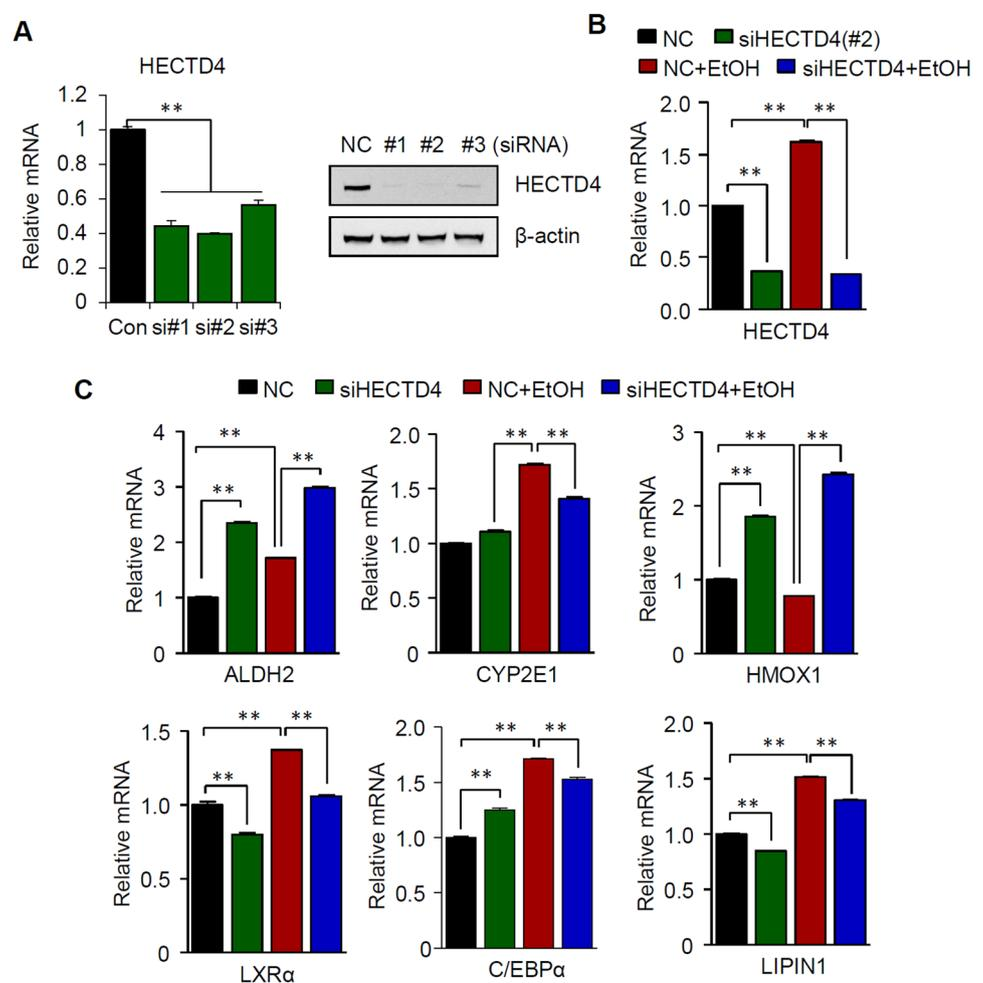 A
HECTD4
Relative mRNA
1.2
1
0.8
0.6
0.4
0.2
0
**
Con si#1 si#2 si#3
NC #1 #2 #3 (siRNA)
HECTD4
β-actin
B
NC siHECTD4(#2)
NC+EtOH siHECTD4+EtOH
Relative mRNA
2.0
1.5
1.0
0.5
0.0
** **
**
HECTD4
C
NC siHECTD4 NC+EtOH siHECTD4+EtOH
Relative mRNA
4
3
2
1
0
**
**
**
ALDH2
Relative mRNA
2.0
1.5
1.0
0.5
0
** **
CYP2E1
Relative mRNA
3
2
1
0
** **
**
HMOX1
Relative mRNA
1.5
1.0
0.5
0
** **
**
LXRα
Relative mRNA
2.0
1.5
1.0
0.5
0
** **
**
C/EBPα
Relative mRNA
2.0
1.5
1.0
0.5
0
** **
**
LIPIN1